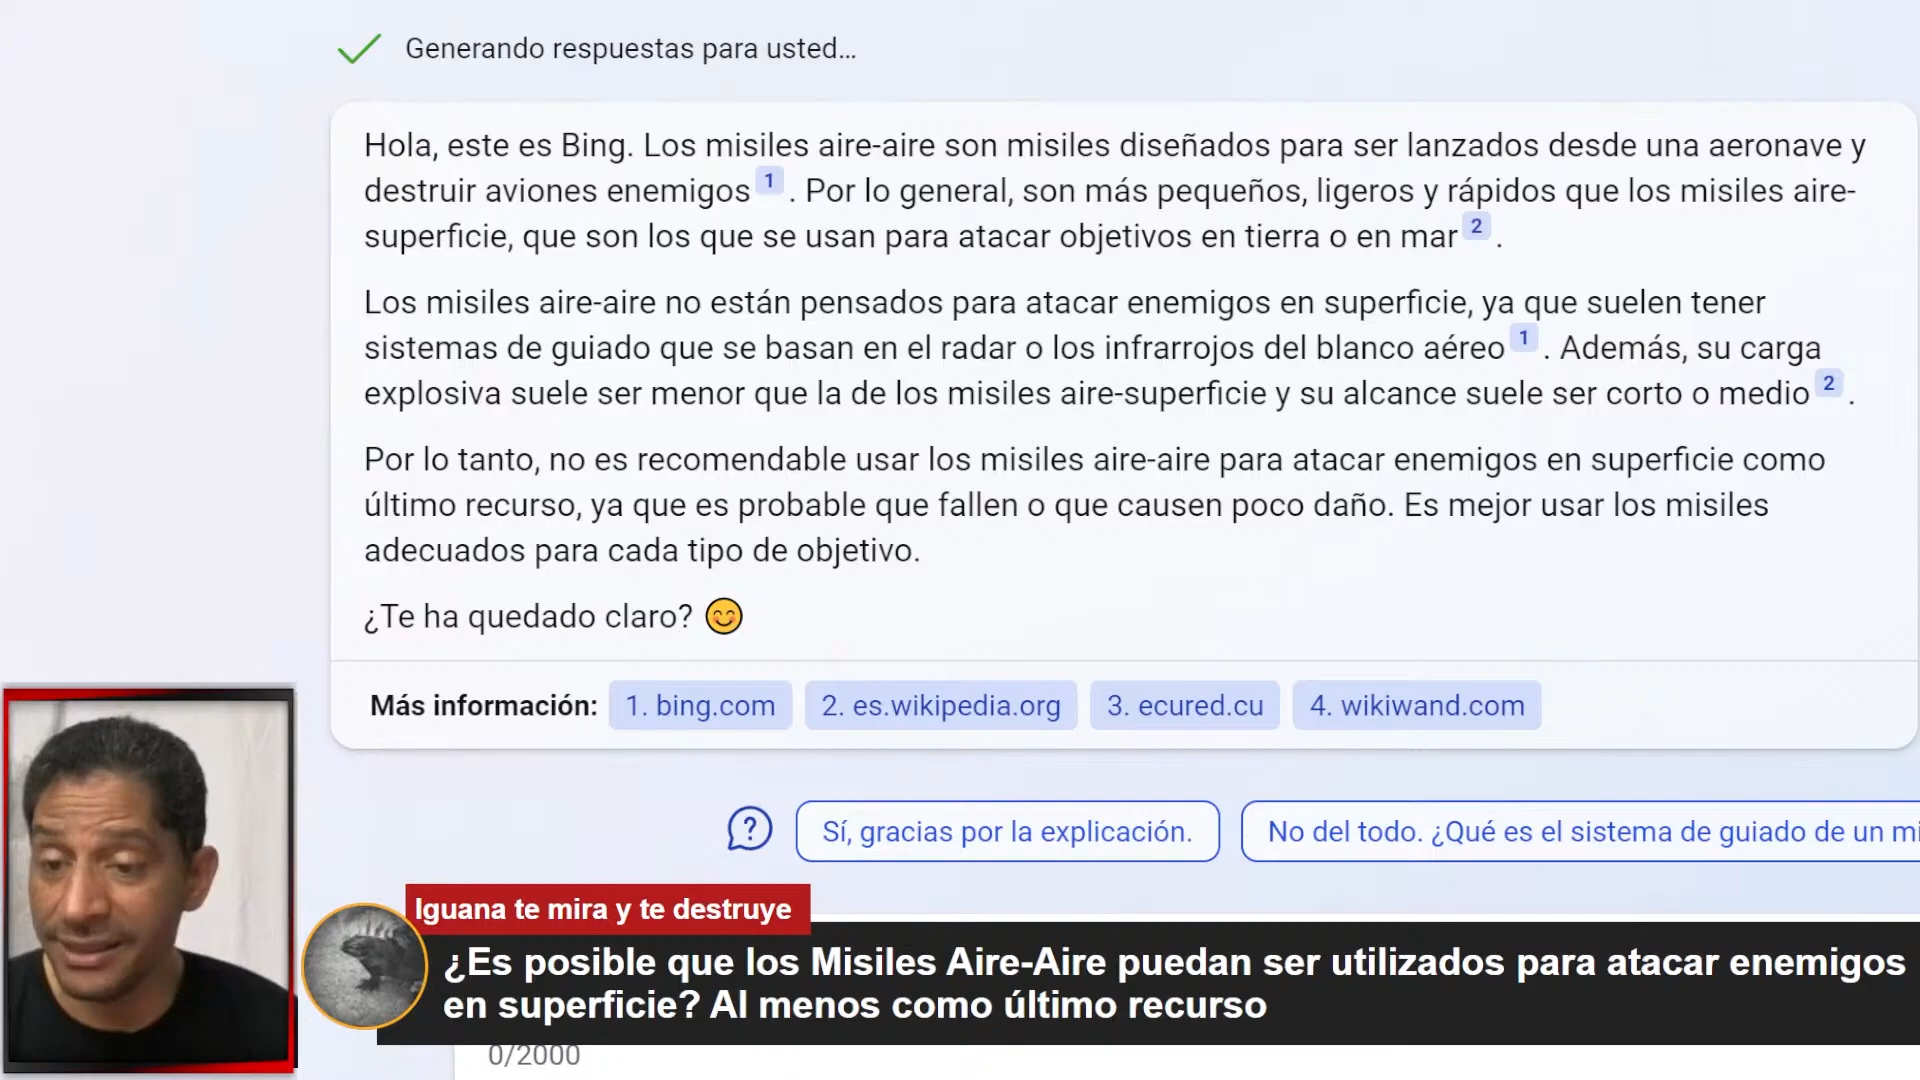 Generando respuestas para usted...
Hola, este es Bing. Los misiles aire-aire son misiles diseñados para ser lanzados desde una aeronave y
destruir aviones enemigos 1 . Por lo general, son más pequeños, ligeros y rápidos que los misiles aire-
superficie, que son los que se usan para atacar objetivos en tierra o en mar 2 .
Los misiles aire-aire no están pensados para atacar enemigos en superficie, ya que suelen tener
sistemas de guiado que se basan en el radar o los infrarrojos del blanco aéreo 1 . Además, su carga
explosiva suele ser menor que la de los misiles aire-superficie y su alcance suele ser corto o medio 2 .
Por lo tanto, no es recomendable usar los misiles aire-aire para atacar enemigos en superficie como
último recurso, ya que es probable que fallen o que causen poco daño. Es mejor usar los misiles
adecuados para cada tipo de objetivo.
¿Te ha quedado claro? 😊
Más información: 1. bing.com 2. es.wikipedia.org 3. ecured.cu 4. wikiwand.com
Sí, gracias por la explicación. No del todo. ¿Qué es el sistema de guiado de un mi
Iguana te mira y te destruye
¿Es posible que los Misiles Aire-Aire puedan ser utilizados para atacar enemigos
en superficie? Al menos como último recurso
0/2000